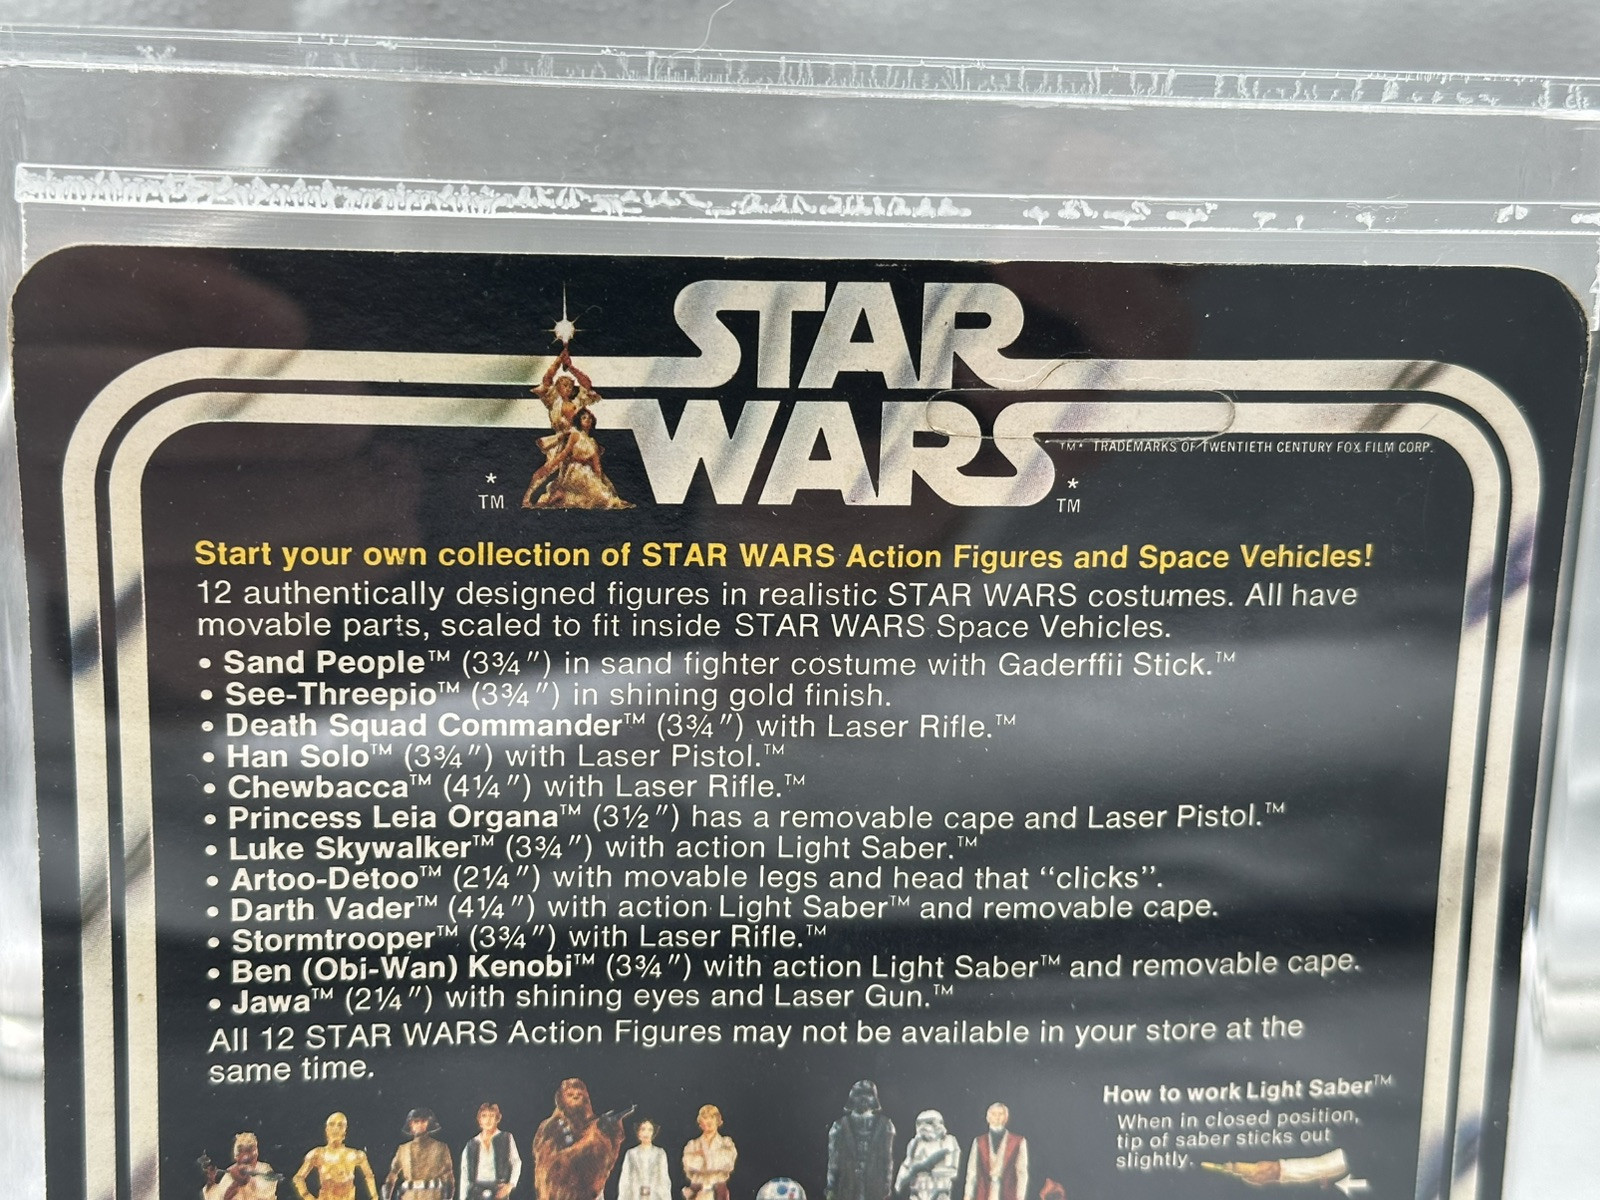 STAR
WARS
TM* TRADEMARKS OF TWENTIETH CENTURY FOX FILM CORP.
*
TM
*
TM
Start your own collection of STAR WARS Action Figures and Space Vehicles!
12 authentically designed figures in realistic STAR WARS costumes. All have
movable parts, scaled to fit inside STAR WARS Space Vehicles.
• Sand People™ (3¾") in sand fighter costume with Gaderffii Stick.™
• See-Threepio™ (3¾") in shining gold finish.
• Death Squad Commander™ (3¾") with Laser Rifle.™
• Han Solo™ (3¾") with Laser Pistol.™
• Chewbacca™ (4¼") with Laser Rifle.™
• Princess Leia Organa™ (3½") has a removable cape and Laser Pistol.™
• Luke Skywalker™ (3¾") with action Light Saber.™
• Artoo-Detoo™ (2¼") with movable legs and head that “clicks”.
• Darth Vader™ (4¼") with action Light Saber™ and removable cape.
• Stormtrooper™ (3¾") with Laser Rifle.™
• Ben (Obi-Wan) Kenobi™ (3¾") with action Light Saber™ and removable cape.
• Jawa™ (2¼") with shining eyes and Laser Gun.™
All 12 STAR WARS Action Figures may not be available in your store at the
same time.
How to work Light Saber™
When in closed position,
tip of saber sticks out
slightly.